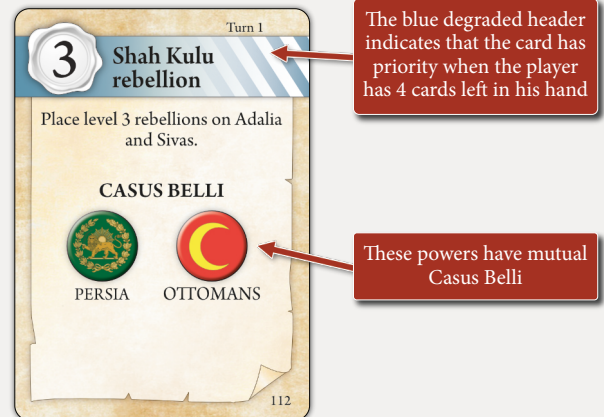 Turn 1
3
Shah Kulu
rebellion
Place level 3 rebellions on Adalia
and Sivas.
CASUS BELLI
PERSIA
OTTOMANS
112
The blue degraded header
indicates that the card has
priority when the player
has 4 cards left in his hand
These powers have mutual
Casus Belli